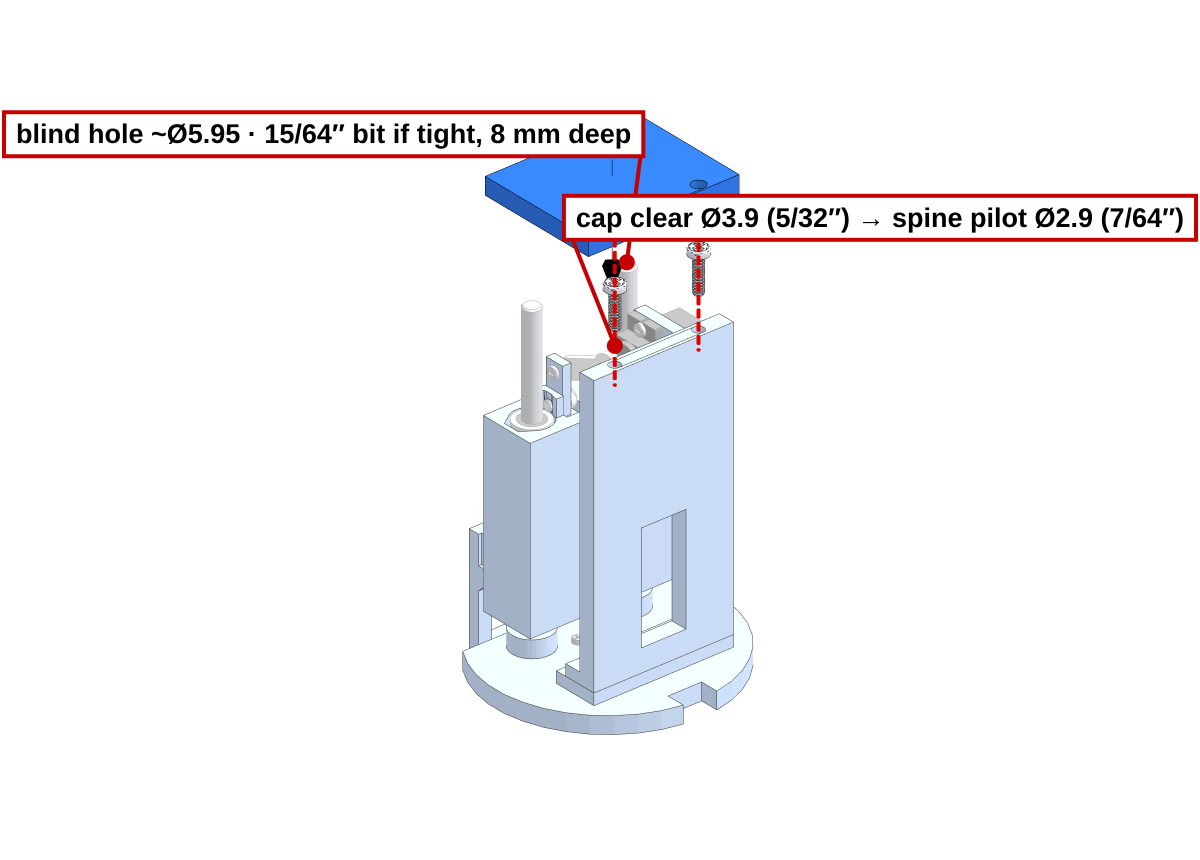 blind hole ~Ø5.95 · 15/64″ bit if tight, 8 mm deep
cap clear Ø3.9 (5/32″) → spine pilot Ø2.9 (7/64″)